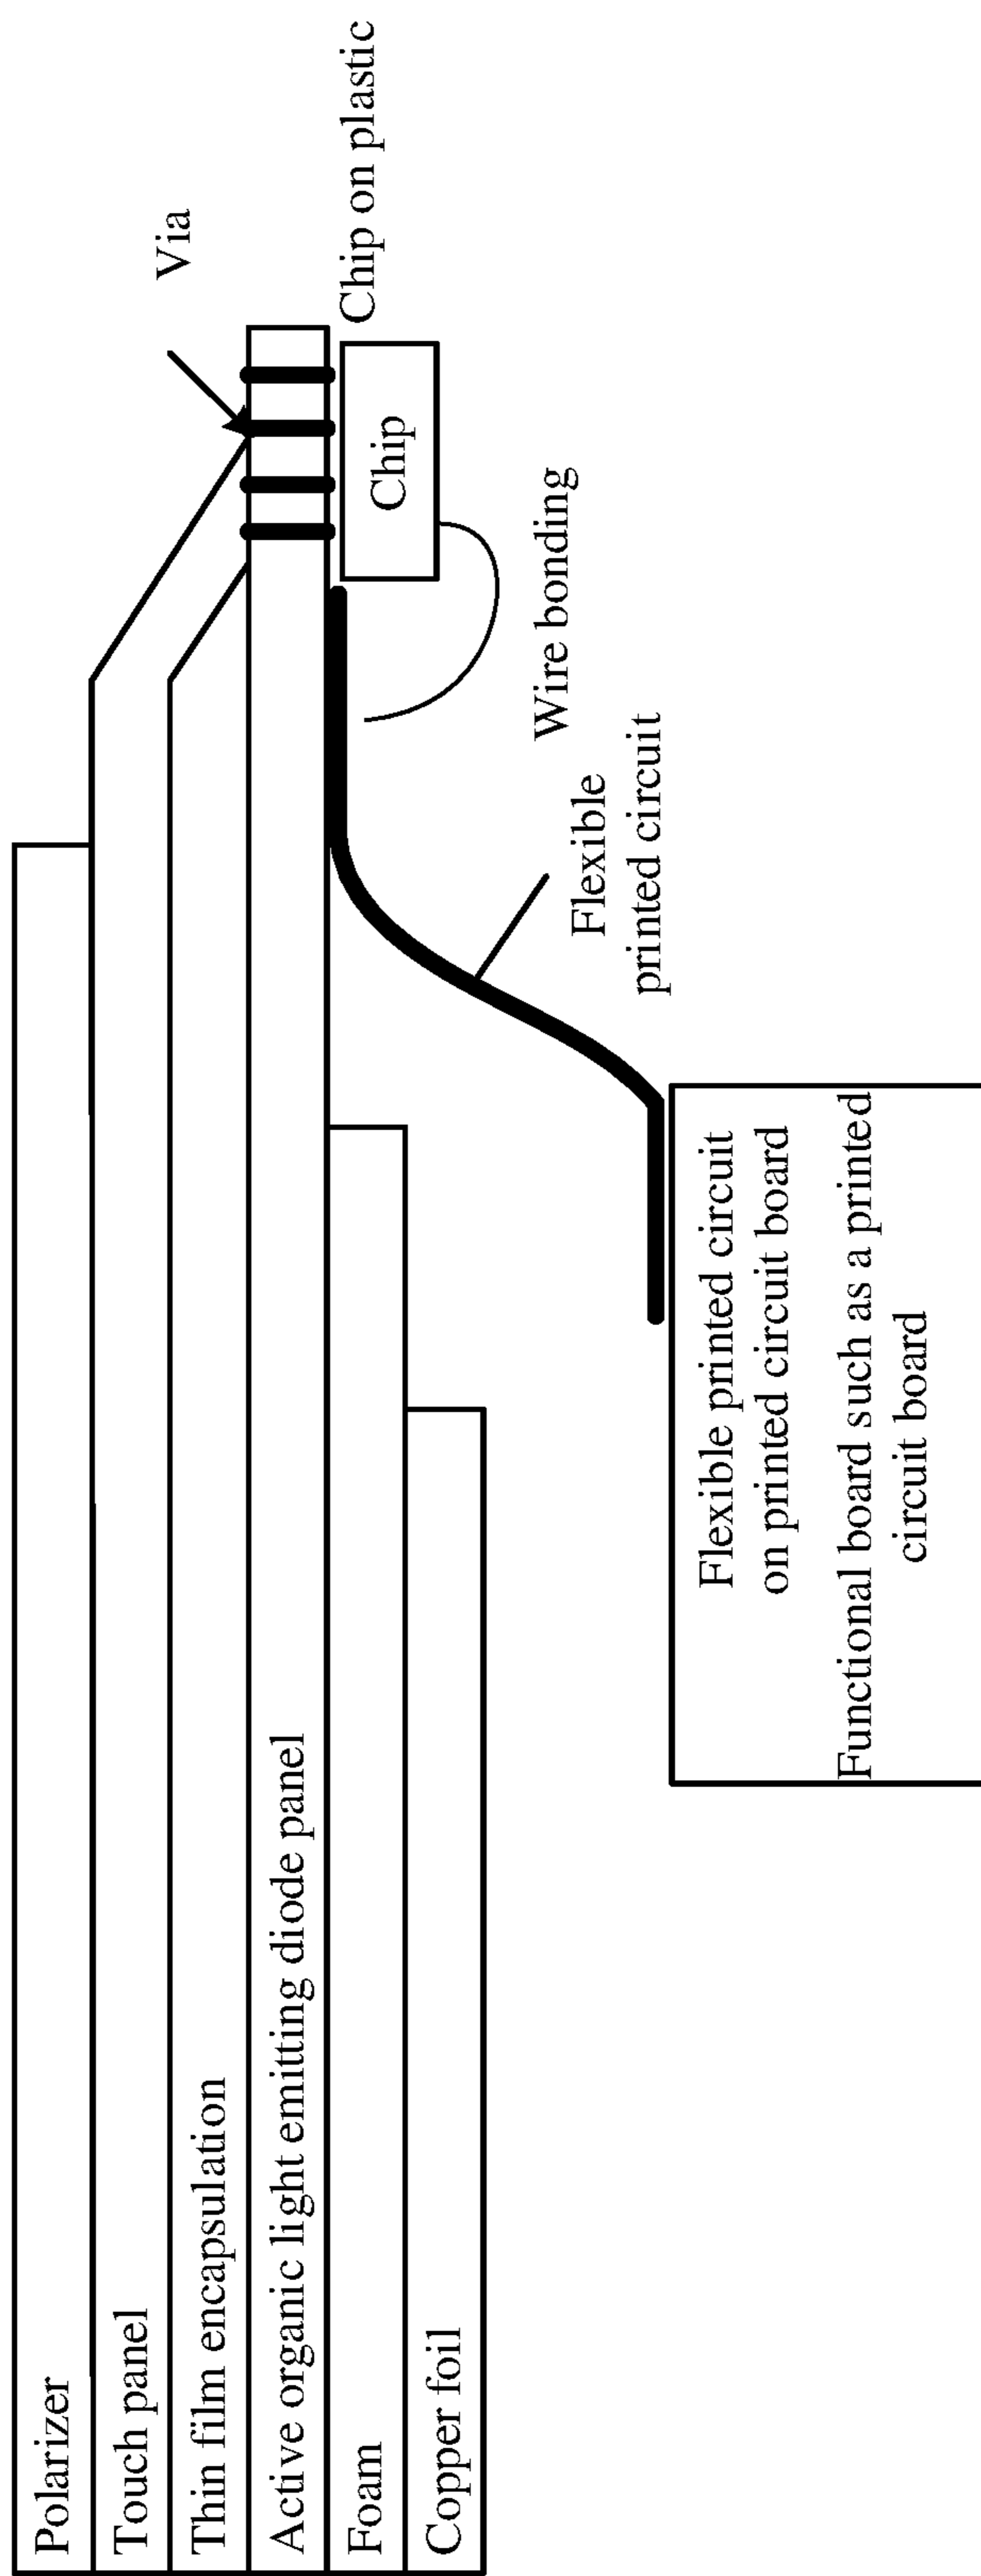 Polarizer
Touch panel
Thin film encapsulation
Active organic light emitting diode panel
Foam
Copper foil
Via
Chip on plastic
Chip
Wire bonding
Flexible
printed circuit
Flexible printed circuit
on printed circuit board
Functional board such as a printed
circuit board